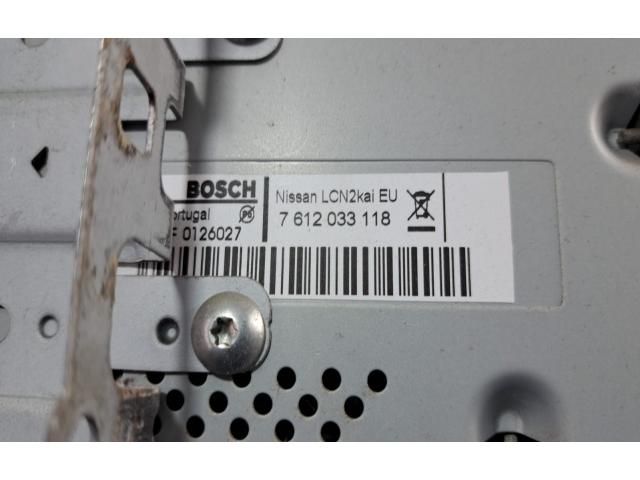 BOSCH
Nissan LCN2kai EU
7 612 033 118
ortugal
F 0126027